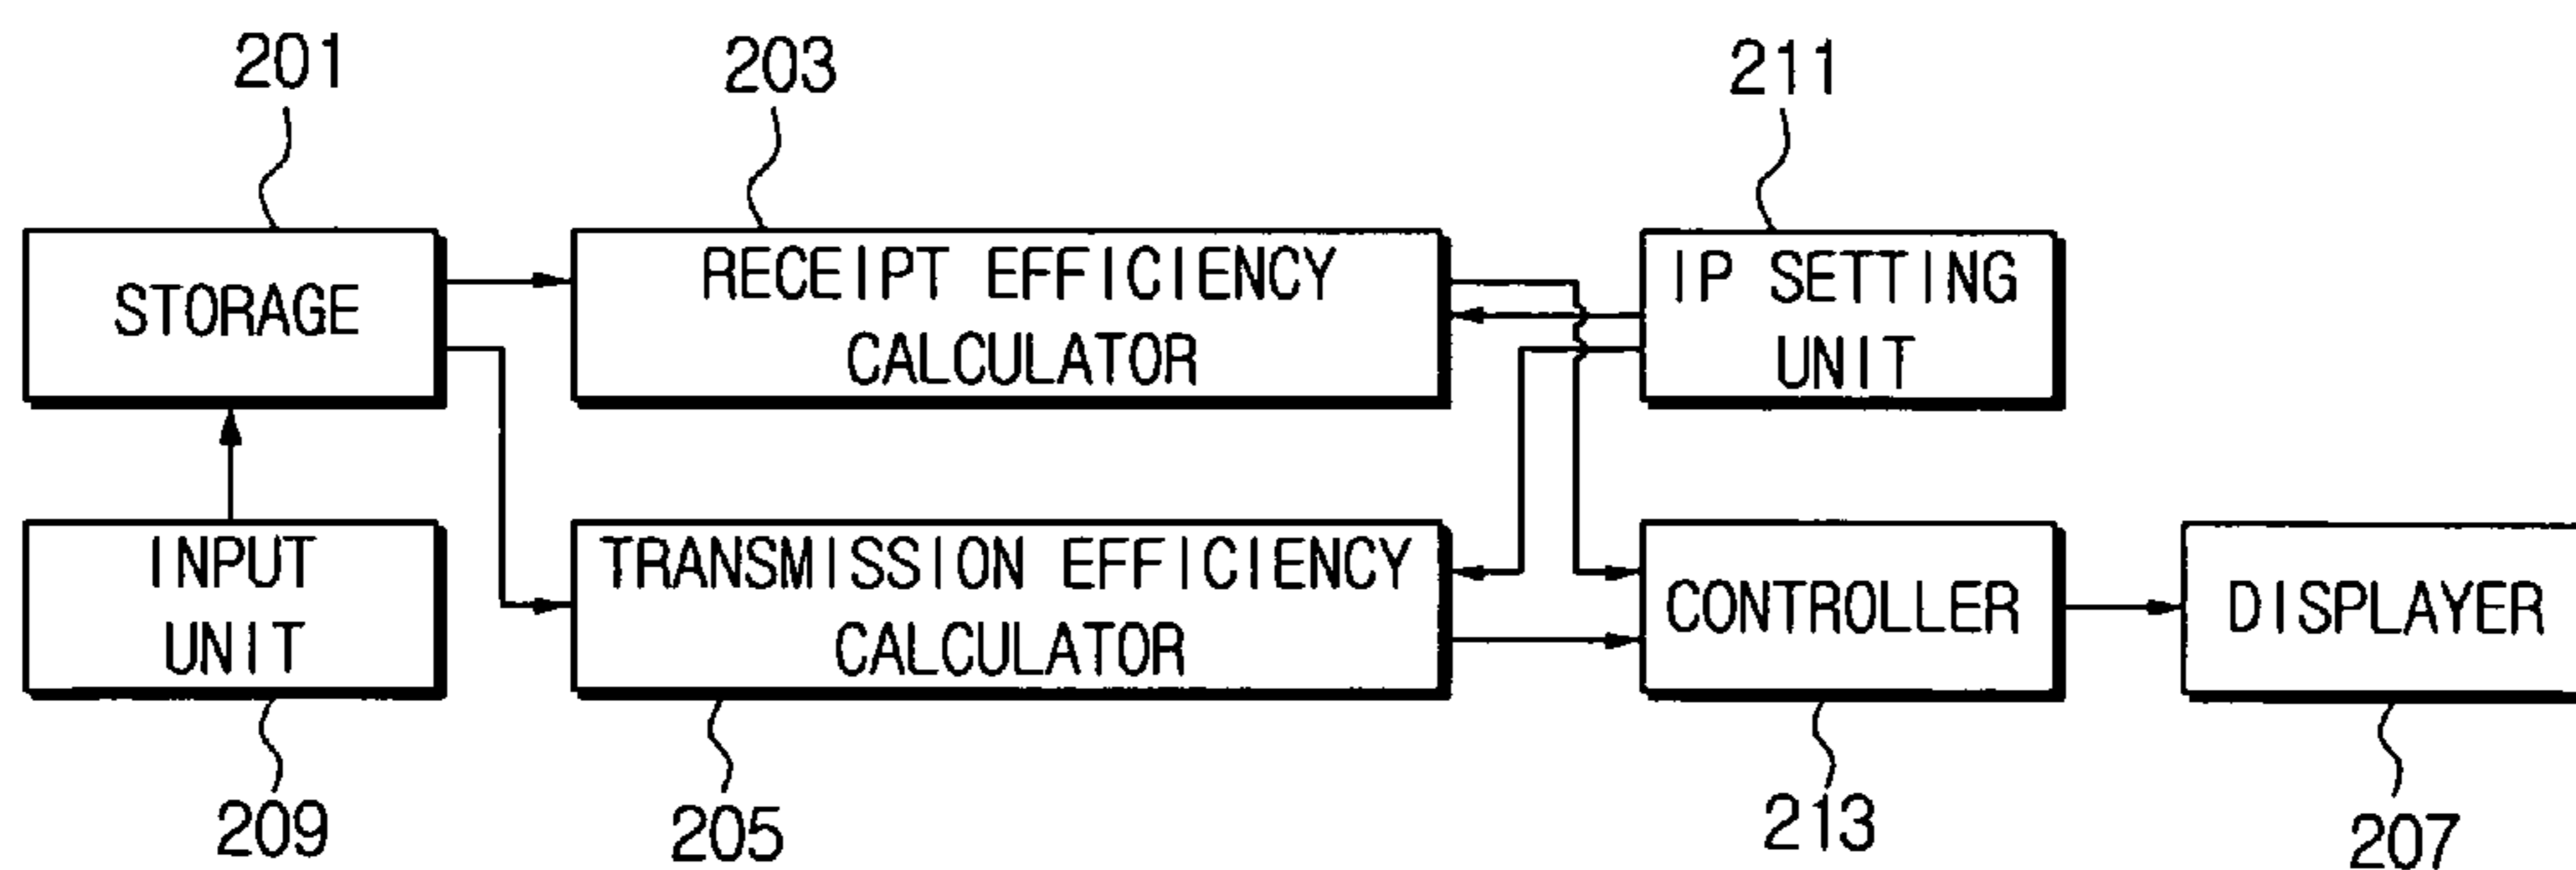 201
203
211
STORAGE
RECEIPT EFFICIENCY
CALCULATOR
IP SETTING
UNIT
INPUT
UNIT
TRANSMISSION EFFICIENCY
CALCULATOR
CONTROLLER
DISPLAYER
209
205
213
207